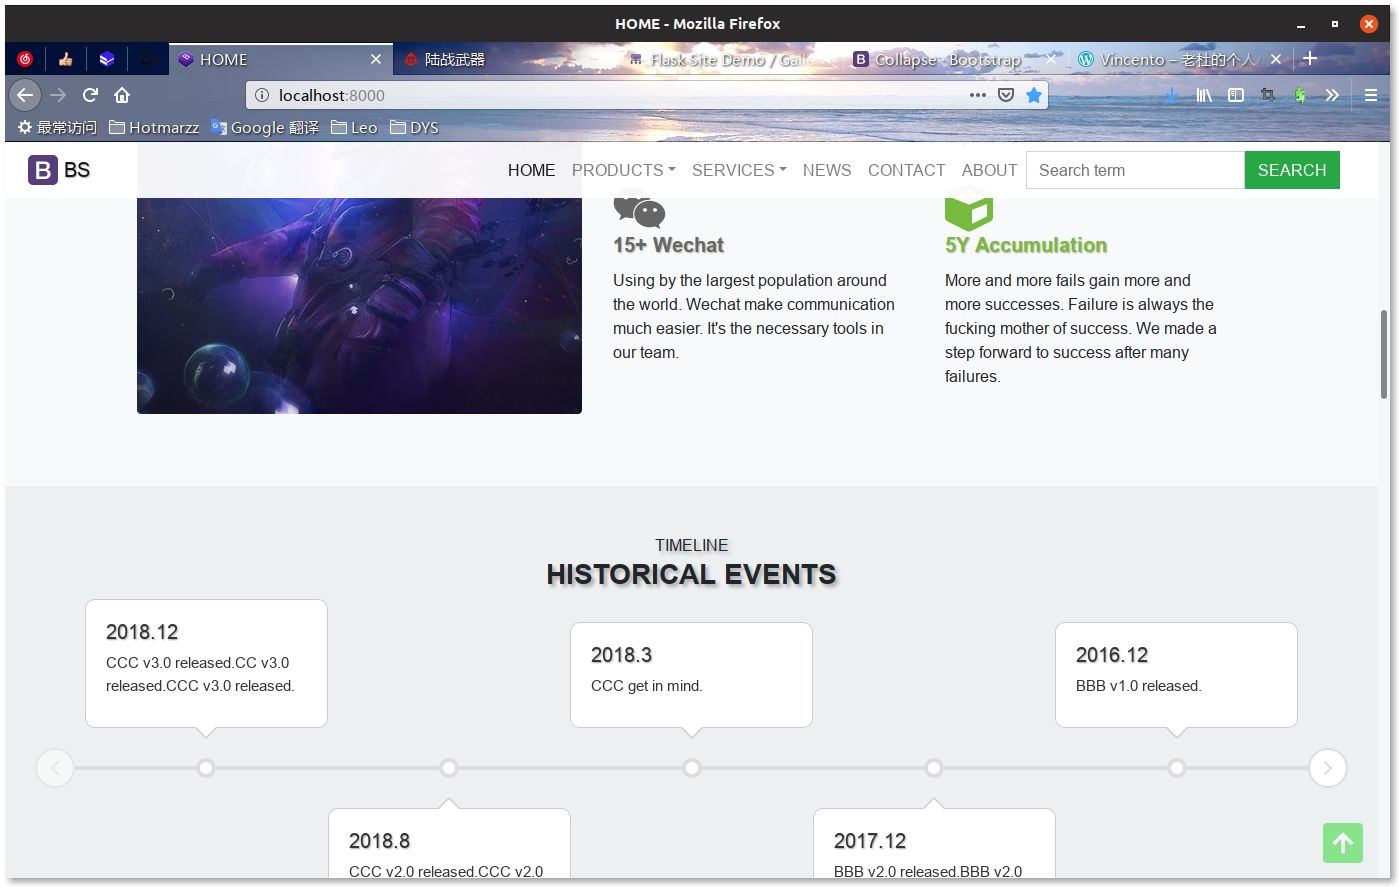 HOME - Mozilla Firefox
HOME
陆战武器
Flask Site Demo / Gall
Collapse · Bootstrap
Vincento – 老杜的个人
localhost:8000
最常访问
Hotmarzz
Google 翻译
Leo
DYS
B BS
HOME
PRODUCTS
SERVICES
NEWS
CONTACT
ABOUT
Search term
SEARCH
15+ Wechat
Using by the largest population around
the world. Wechat make communication
much easier. It's the necessary tools in
our team.
5Y Accumulation
More and more fails gain more and
more successes. Failure is always the
fucking mother of success. We made a
step forward to success after many
failures.
TIMELINE
HISTORICAL EVENTS
2018.12
CCC v3.0 released.CC v3.0
released.CCC v3.0 released.
2018.3
CCC get in mind.
2016.12
BBB v1.0 released.
2018.8
CCC v2.0 released.CCC v2.0
2017.12
BBB v2.0 released.BBB v2.0